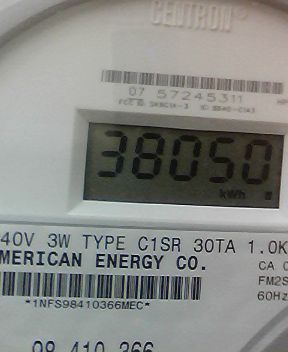 CENTRON
07 57245311
38050
kWh
40V 3W TYPE C1SR 30TA 1.0K
MERICAN ENERGY CO.
CA 0
FM2S
60Hz
*1NFS98410366MEC*
98 410 366